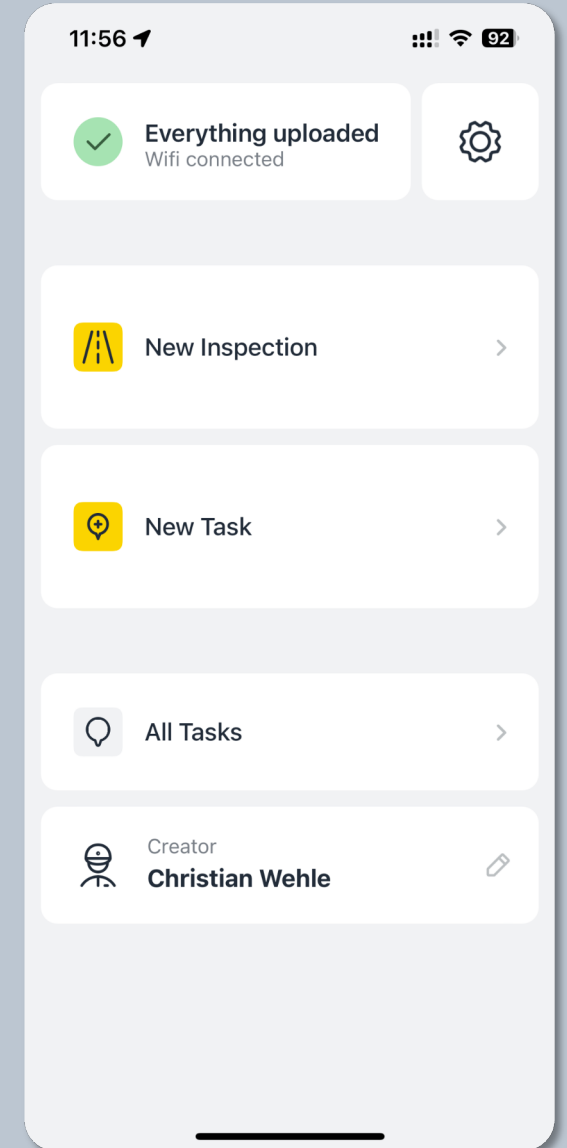 11:56
92
Everything uploaded
Wifi connected
New Inspection
New Task
All Tasks
Creator
Christian Wehle